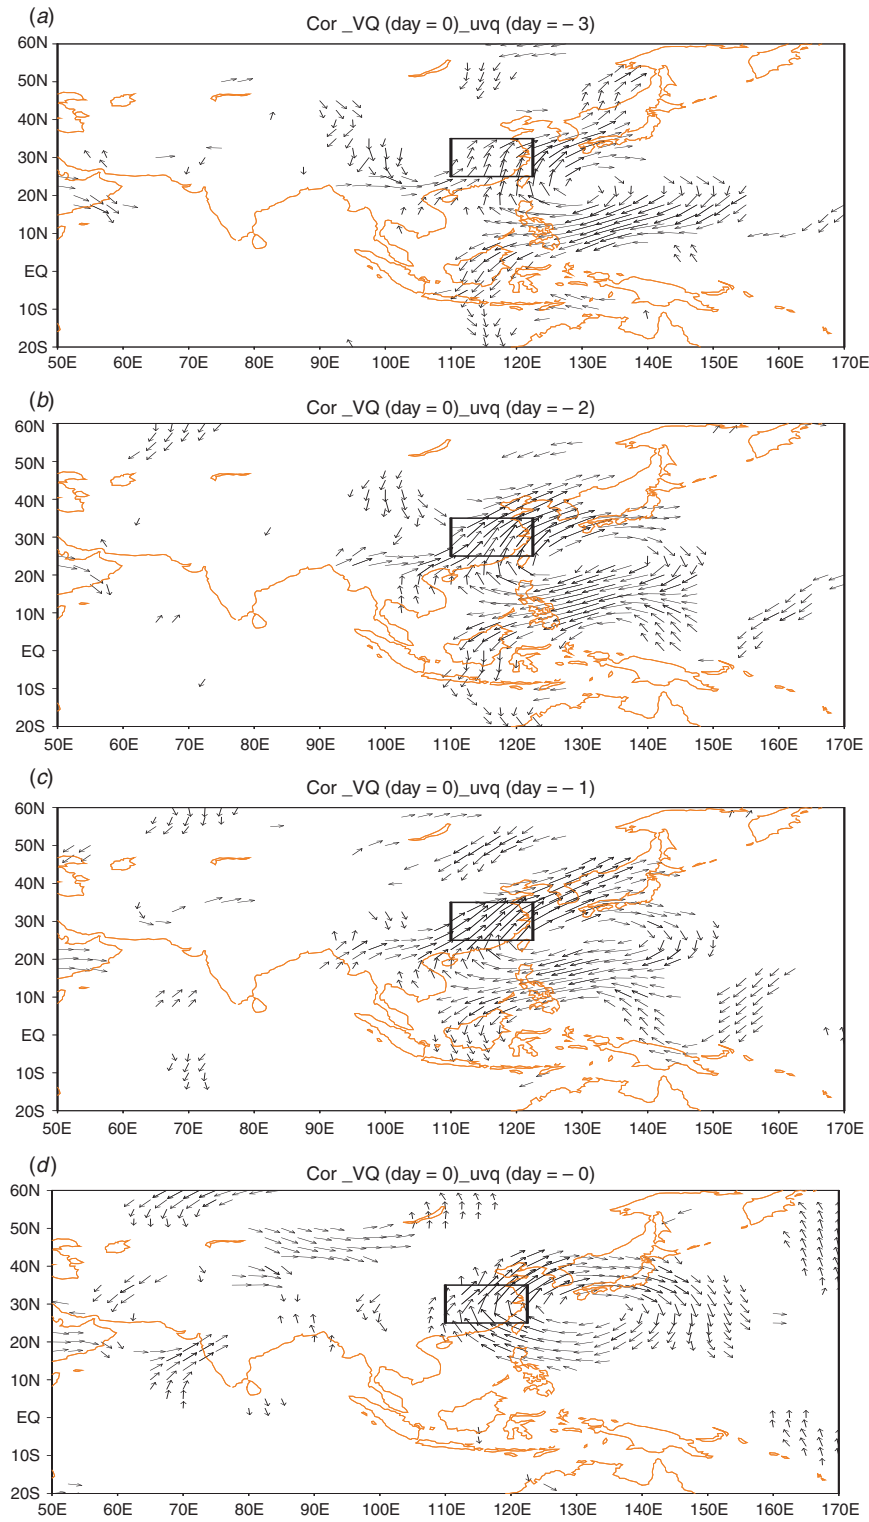 (a)
Cor _VQ (day = 0)_uvq (day = – 3)
60N
50N
40N
30N
20N
10N
EQ
10S
20S
50E 60E 70E 80E 90E 100E 110E 120E 130E 140E 150E 160E 170E
(b)
Cor _VQ (day = 0)_uvq (day = – 2)
60N
50N
40N
30N
20N
10N
EQ
10S
20S
50E 60E 70E 80E 90E 100E 110E 120E 130E 140E 150E 160E 170E
(c)
Cor _VQ (day = 0)_uvq (day = – 1)
60N
50N
40N
30N
20N
10N
EQ
10S
20S
50E 60E 70E 80E 90E 100E 110E 120E 130E 140E 150E 160E 170E
(d)
Cor _VQ (day = 0)_uvq (day = – 0)
60N
50N
40N
30N
20N
10N
EQ
10S
20S
50E 60E 70E 80E 90E 100E 110E 120E 130E 140E 150E 160E 170E